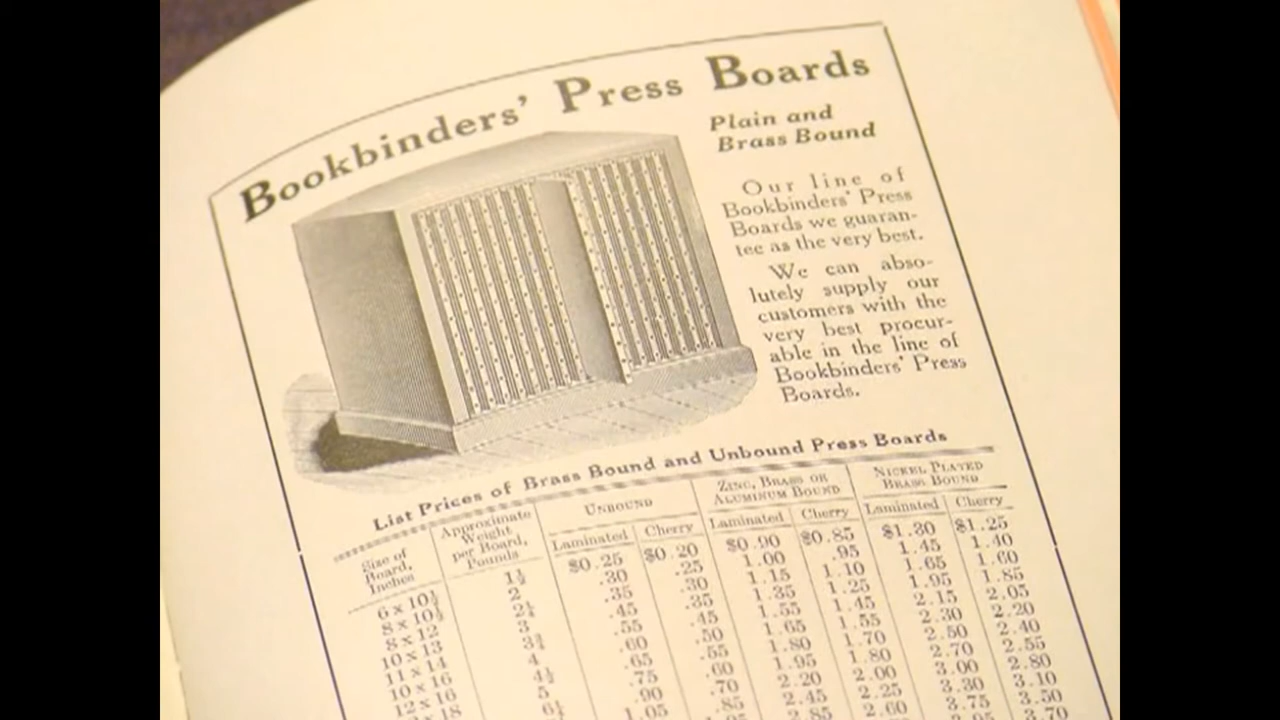 Bookbinders' Press Boards
Plain and
Brass Bound
Our line of
Bookbinders' Press
Boards we guaran-
tee as the very best.
We can abso-
lutely supply our
customers with the
very best procur-
able in the line of
Bookbinders' Press
Boards.
List Prices of Brass Bound and Unbound Press Boards
Size of
Board,
Inches
Approximate
Weight
per Board,
Pounds
UNBOUND
ZINC, BRASS OR
ALUMINUM BOUND
NICKEL PLATED
BRASS BOUND
Laminated Cherry Laminated Cherry Laminated Cherry
6 x 10½ 1½ $0.25 $0.20 $0.90 $0.85 $1.30 $1.25
8 x 10½ 2 .30 .25 1.00 .95 1.45 1.40
8 x 12 2¼ .35 .30 1.15 1.10 1.65 1.60
10 x 13 3 .45 .35 1.35 1.25 1.95 1.85
11 x 14 3¾ .55 .45 1.55 1.45 2.15 2.05
10 x 16 4 .60 .50 1.65 1.55 2.30 2.20
12 x 16 4½ .65 .55 1.80 1.70 2.50 2.40
x 18 5 .75 .60 1.95 1.80 2.70 2.55
6¼ .90 .70 2.20 2.00 3.00 2.80
1.05 .85 2.45 2.25 3.30 3.10
2.85 2.60 3.75 3.50
3.70